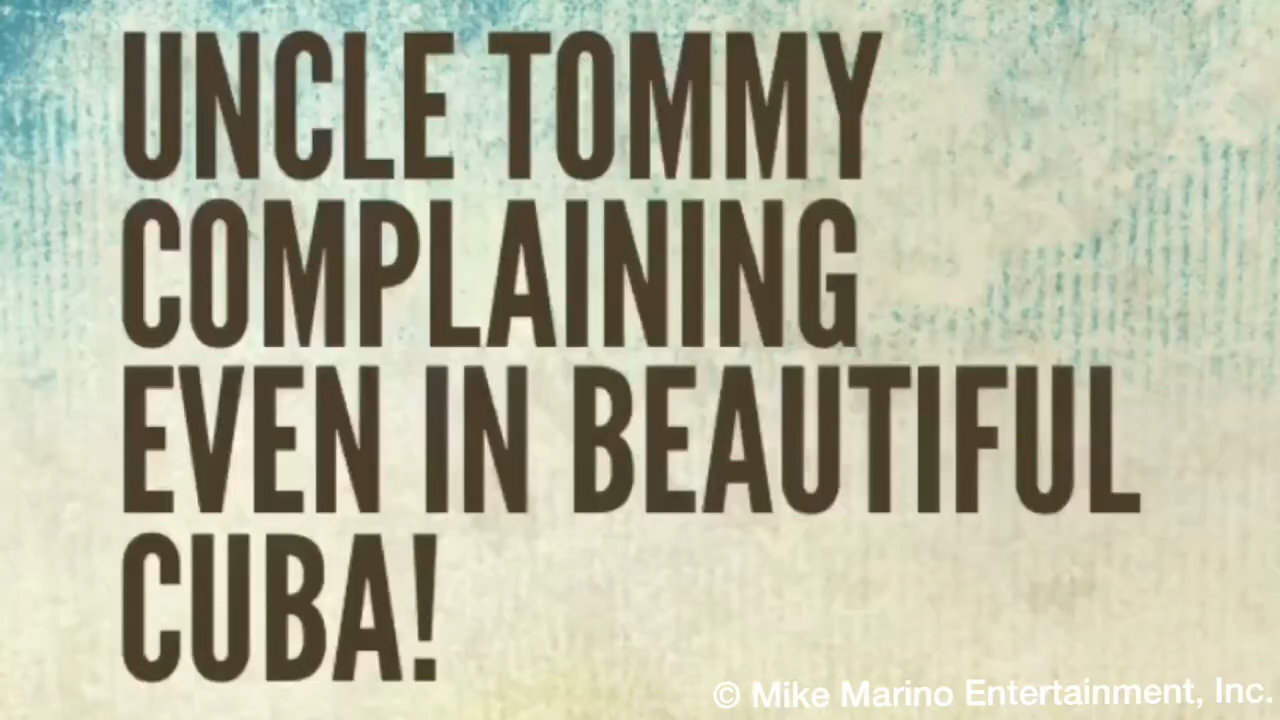 UNCLE TOMMY
COMPLAINING
EVEN IN BEAUTIFUL
CUBA!
© Mike Marino Entertainment, Inc.